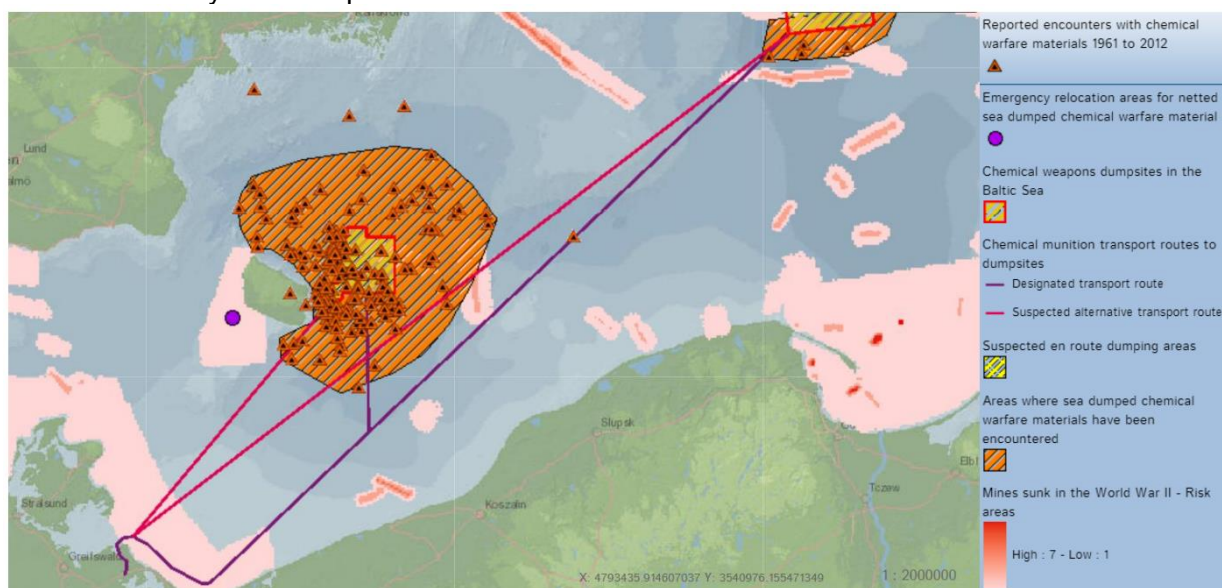 Reported encounters with chemical
warfare materials 1961 to 2012
Emergency relocation areas for netted
sea dumped chemical warfare material
Chemical weapons dumpsites in the
Baltic Sea
Chemical munition transport routes to
dumpsites
Designated transport route
Suspected alternative transport route
Suspected en route dumping areas
Areas where sea dumped chemical
warfare materials have been
encountered
Mines sunk in the World War II - Risk
areas
High : 7 - Low : 1
Lund
Słupsk
Koszalin
Tczew
Elbl
Stralsund
Greifswald
X: 4793435.914607037 Y: 3540976.155471349
1 : 2000000